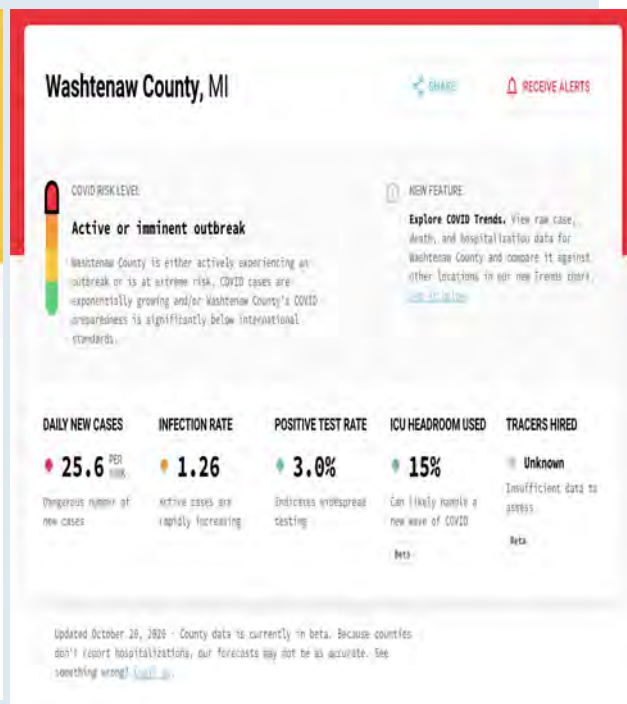 Washtenaw County, MI
SHARE
RECEIVE ALERTS
COVID RISK LEVEL
Active or imminent outbreak
Washtenaw County is either actively experiencing an
outbreak or is at extreme risk. COVID cases are
exponentially growing and/or Washtenaw County's COVID
preparedness is significantly below international
standards.
NEW FEATURE
Explore COVID Trends. View raw case,
death, and hospitalization data for
Washtenaw County and compare it against
other locations in our new Trends chart.
DAILY NEW CASES
25.6 PER
100K
Dangerous number of
new cases
INFECTION RATE
1.26
Active cases are
rapidly increasing
POSITIVE TEST RATE
3.0%
Indicates widespread
testing
ICU HEADROOM USED
15%
Can likely handle a
new wave of COVID
Beta
TRACERS HIRED
Unknown
Insufficient data to
assess
Beta
Updated October 20, 2020 · County data is currently in beta. Because counties
don't report hospitalizations, our forecasts may not be as accurate. See
something wrong?